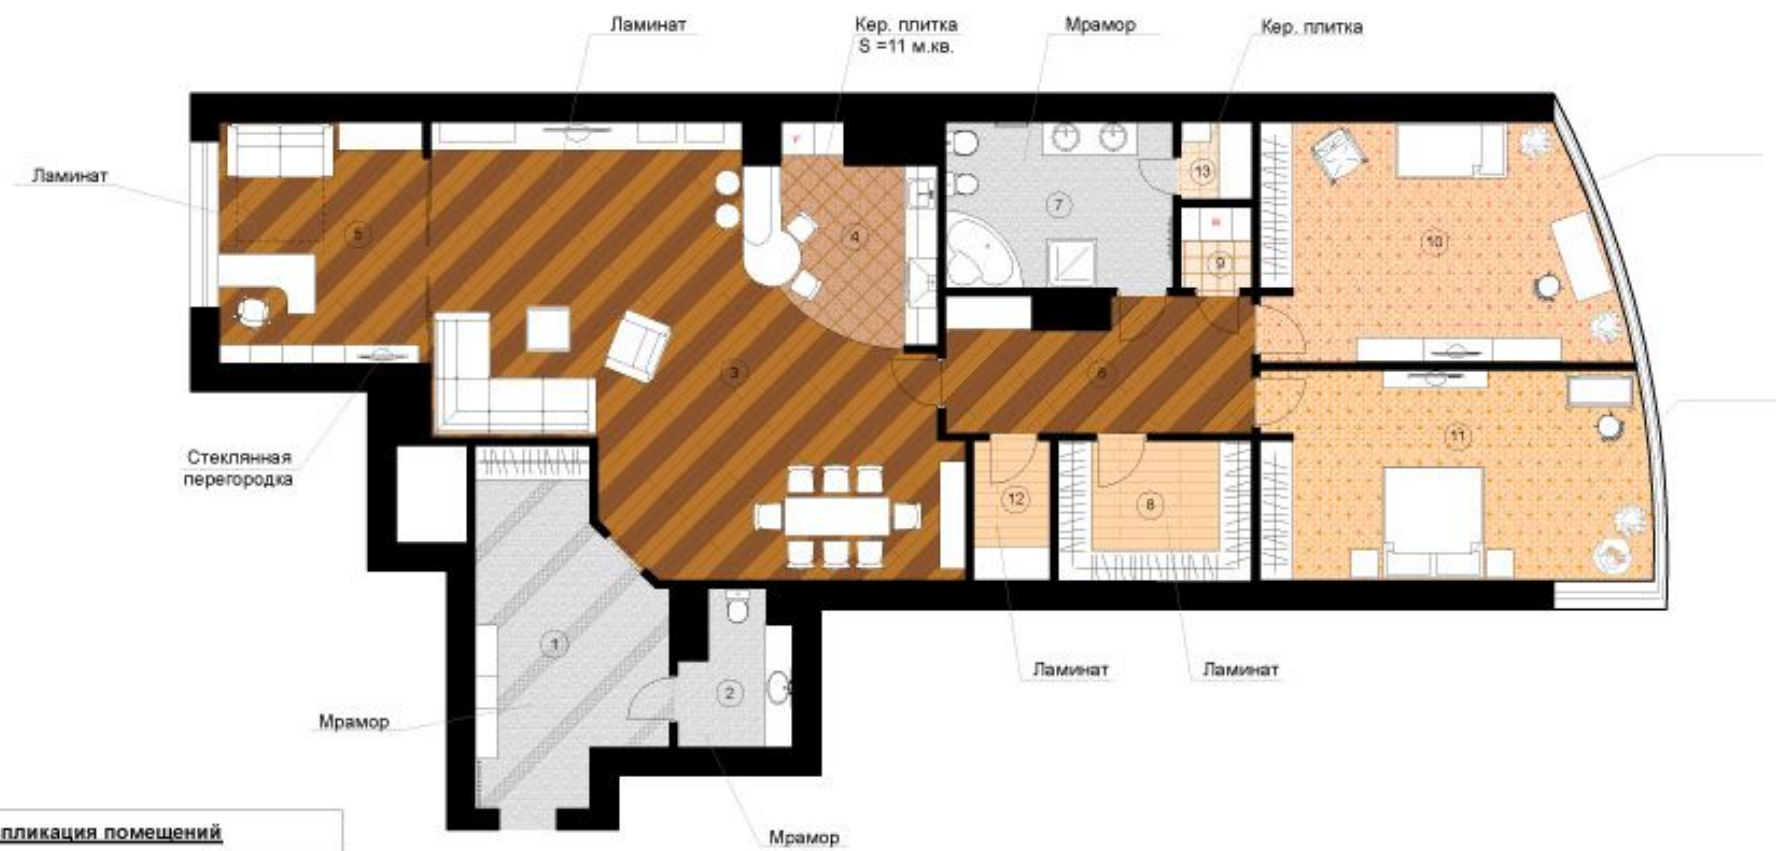 Ламинат
Кер. плитка
S =11 м.кв.
Мрамор
Кер. плитка
Ламинат
13
7
5
4
9
10
3
6
11
Стеклянная
перегородка
12
8
1
2
Ламинат
Ламинат
Мрамор
Мрамор
пликация помещений